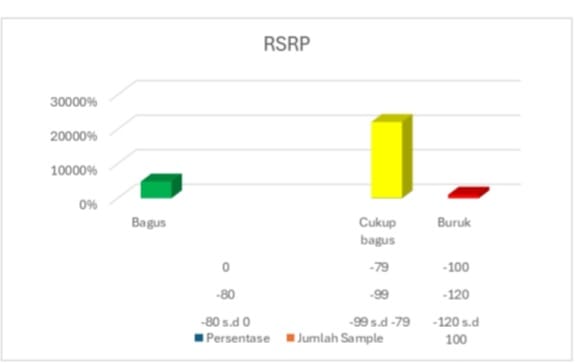 RSRP
30000%
20000%
10000%
0%
Bagus Cukup bagus Buruk
0 -79 -100
-80 -99 -120
-80 s.d 0 -99 s.d -79 -120 s.d 100
Persentase Jumlah Sample